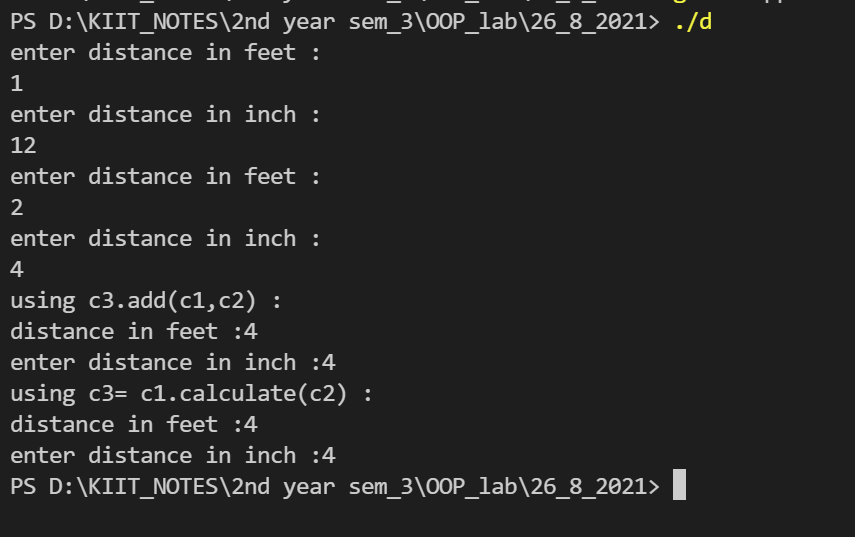 PS D:\KIIT_NOTES\2nd year sem_3\OOP_lab\26_8_2021> ./d
enter distance in feet :
1
enter distance in inch :
12
enter distance in feet :
2
enter distance in inch :
4
using c3.add(c1,c2) :
distance in feet :4
enter distance in inch :4
using c3= c1.calculate(c2) :
distance in feet :4
enter distance in inch :4
PS D:\KIIT_NOTES\2nd year sem_3\OOP_lab\26_8_2021>